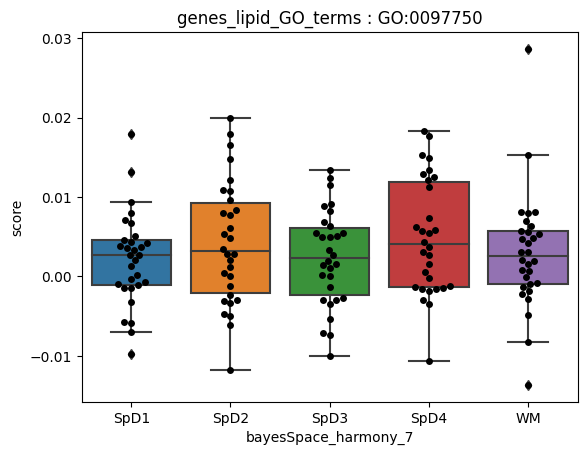 genes_lipid_GO_terms : GO:0097750
0.03
0.02
0.01
0.00
−0.01
score
SpD1 SpD2 SpD3 SpD4 WM
bayesSpace_harmony_7